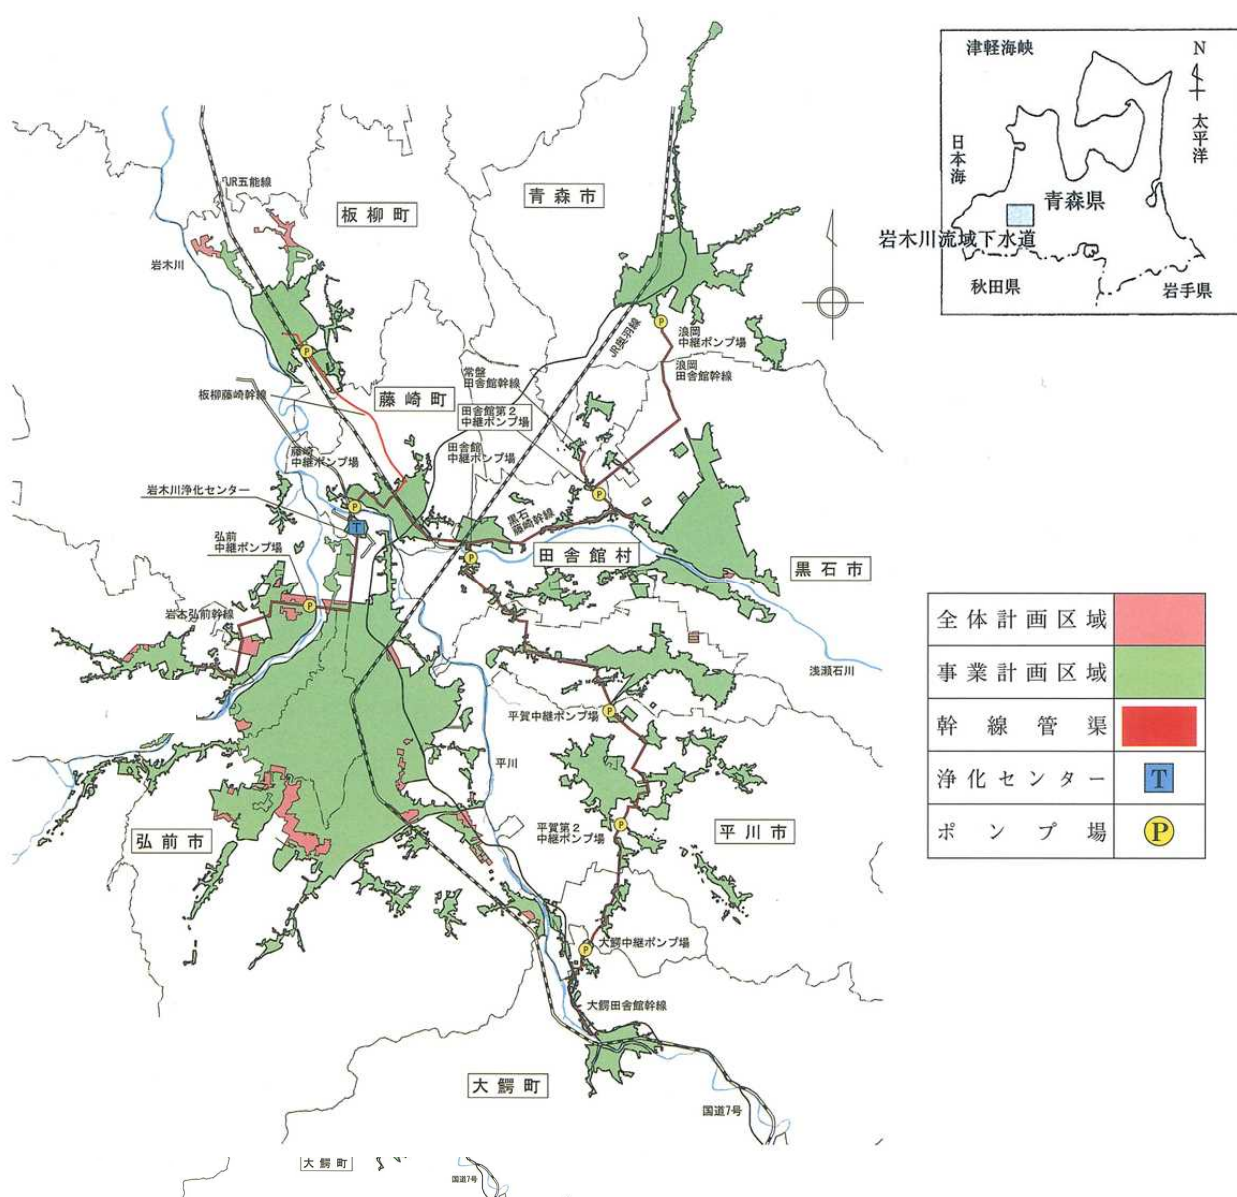 津軽海峡
N
太平洋
日本海
青森県
岩木川流域下水道
秋田県
岩手県
JR五能線
板柳町
青森市
岩木川
JR奥羽線
P
浪岡
中継ポンプ場
浪岡
田舎館幹線
常盤
田舎館幹線
P
板柳藤崎幹線
藤崎町
田舎館第2
中継ポンプ場
藤崎
中継ポンプ場
田舎館
中継ポンプ場
岩木川浄化センター
P
P
T
黒石
藤崎幹線
弘前
中継ポンプ場
P
田舎館村
黒石市
岩木弘前幹線
P
浅瀬石川
平賀中継ポンプ場
P
平川
平賀第2
中継ポンプ場
P
平川市
弘前市
大鰐中継ポンプ場
P
大鰐田舎館幹線
大鰐町
国道7号
全体計画区域
事業計画区域
幹線管渠
浄化センター
T
ポンプ場
P
大鰐町
国道7号